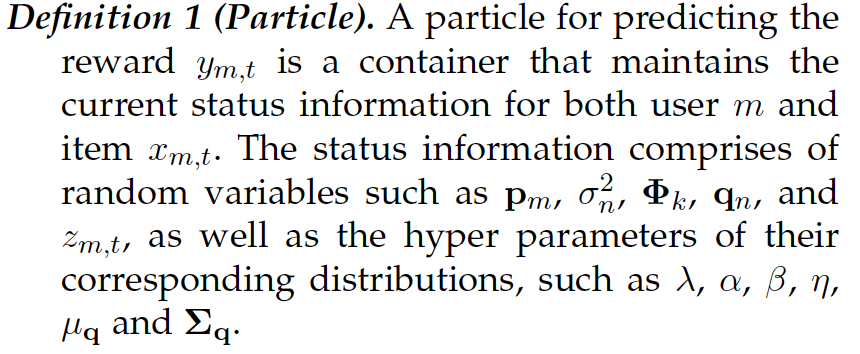 Definition 1 (Particle). A particle for predicting the
reward $y_{m,t}$ is a container that maintains the
current status information for both user $m$ and
item $x_{m,t}$. The status information comprises of
random variables such as $\mathbf{p}_m$, $\sigma_n^2$, $\mathbf{\Phi}_k$, $\mathbf{q}_n$, and
$z_{m,t}$, as well as the hyper parameters of their
corresponding distributions, such as $\lambda$, $\alpha$, $\beta$, $\eta$,
$\mu_{\mathbf{q}}$ and $\mathbf{\Sigma}_{\mathbf{q}}$.